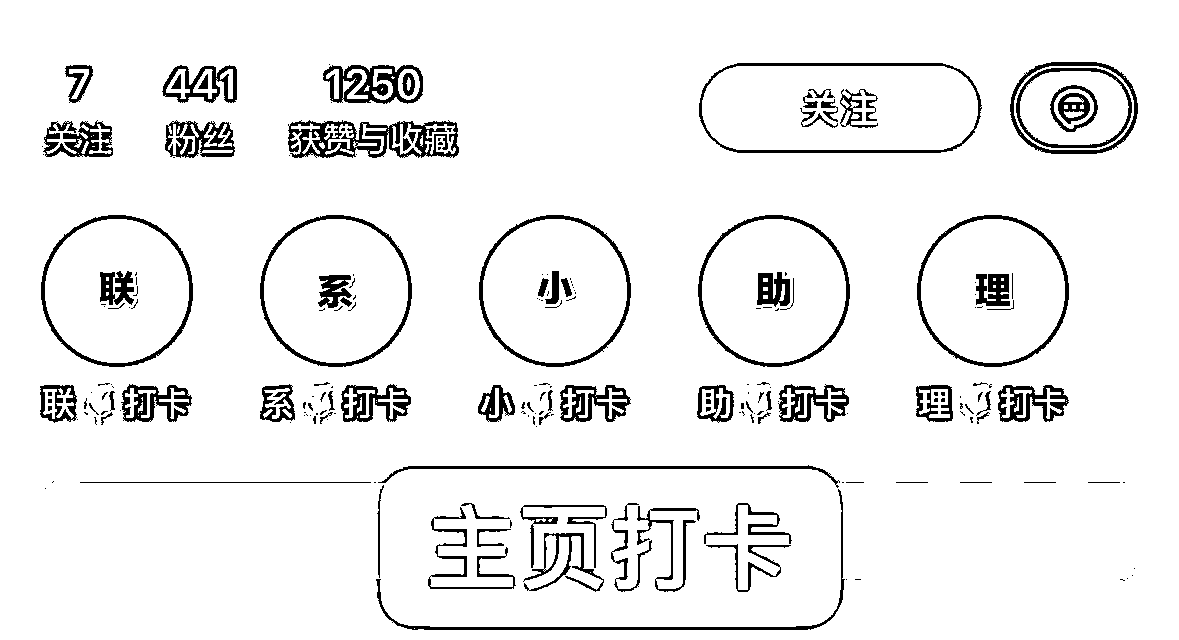 7 441 1250
关注 粉丝 获赞与收藏 关注
联 系 小 助 理
联🌹打卡 系🌹打卡 小🌹打卡 助🌹打卡 理🌹打卡
主页打卡